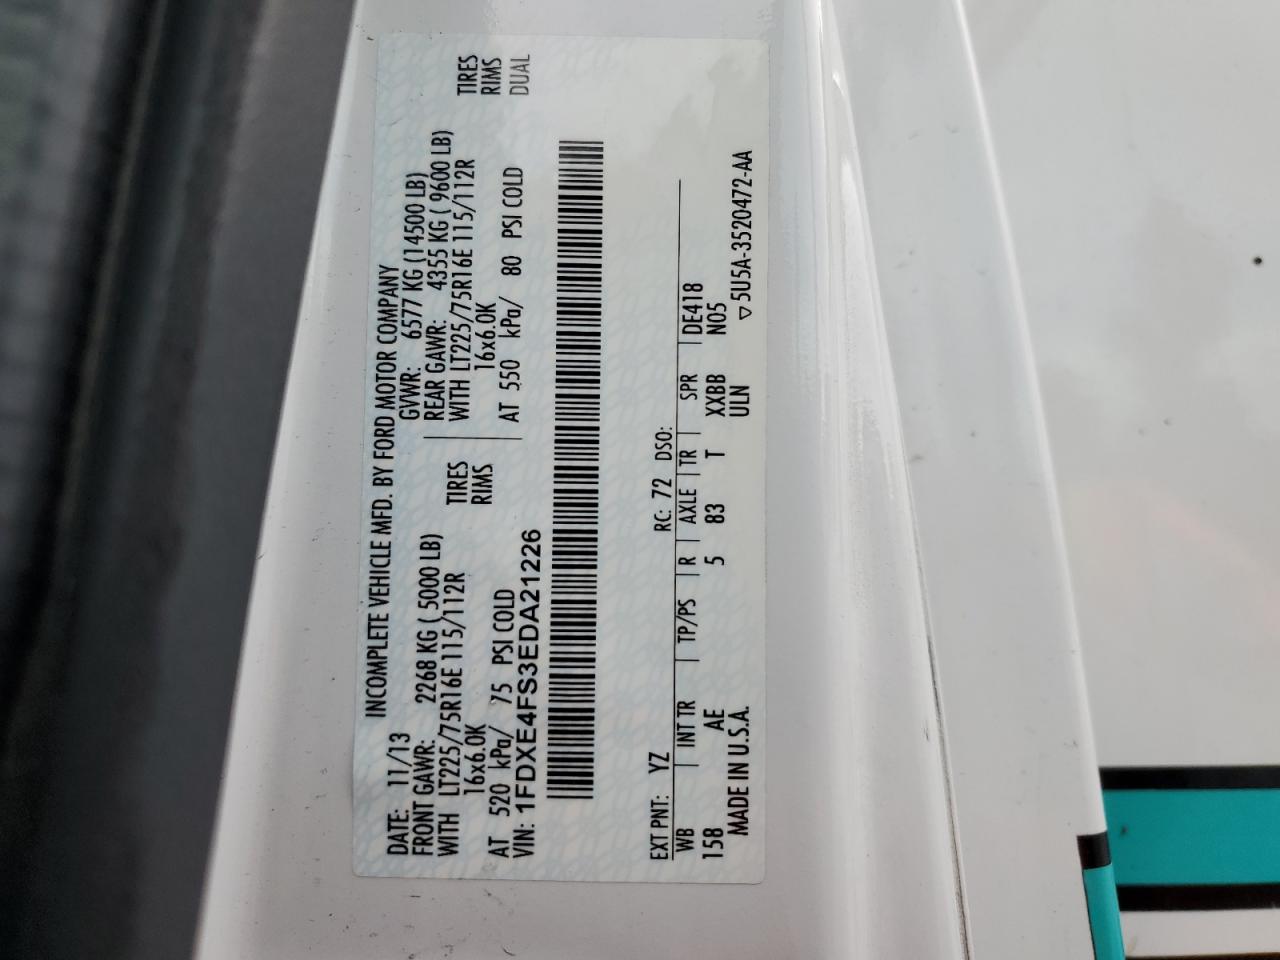 INCOMPLETE VEHICLE MFD. BY FORD MOTOR COMPANY
DATE: 11/13 GVWR: 6577 KG (14500 LB)
FRONT GAWR: 2268 KG ( 5000 LB) REAR GAWR: 4355 KG ( 9600 LB)
WITH LT225/75R16E 115/112R TIRES WITH LT225/75R16E 115/112R TIRES
16x6.0K RIMS 16x6.0K RIMS
AT 520 kPa/ 75 PSI COLD AT 550 kPa/ 80 PSI COLD DUAL
VIN: 1FDXE4FS3EDA21226
EXT PNT: YZ RC: 72 DSO:
WB INT TR TP/PS R AXLE TR SPR DE418
158 AE 5 83 T XXBB N05
MADE IN U.S.A. ULN ▽5U5A-3520472-AA